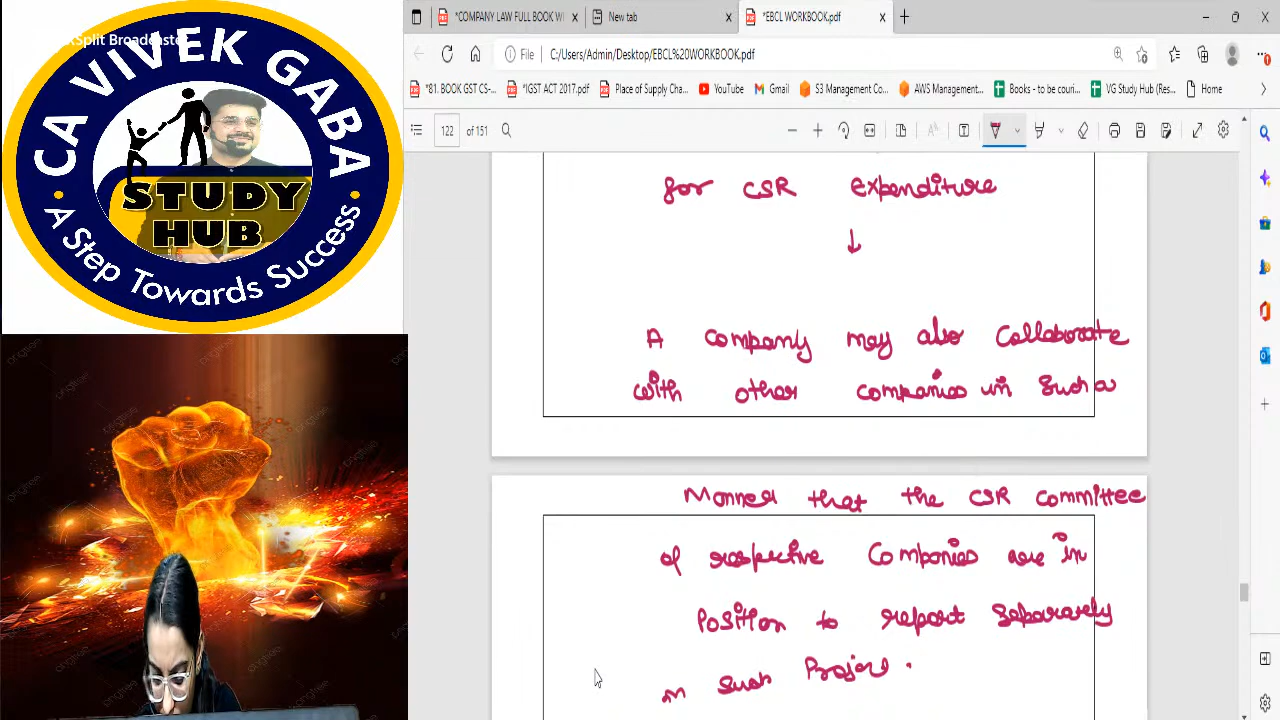 XSplit Broadcaster
CA VIVEK GABA
STUDY
HUB
• A Step Towards Success •
*COMPANY LAW FULL BOOK W
New tab
*EBCL WORKBOOK.pdf
File
C:/Users/Admin/Desktop/EBCL%20WORKBOOK.pdf
*81. BOOK GST CS-...
*IGST ACT 2017.pdf
Place of Supply.Cha...
YouTube
Gmail
S3 Management Co...
AWS Management...
Books - to be couri...
VG Study Hub (Res...
Home
122 of 151
for CSR expenditure
↓
A company may also collaborate
with other companies in such a
Manner that the CSR committee
of respective Companies are in
Position to report separately
on such Project .